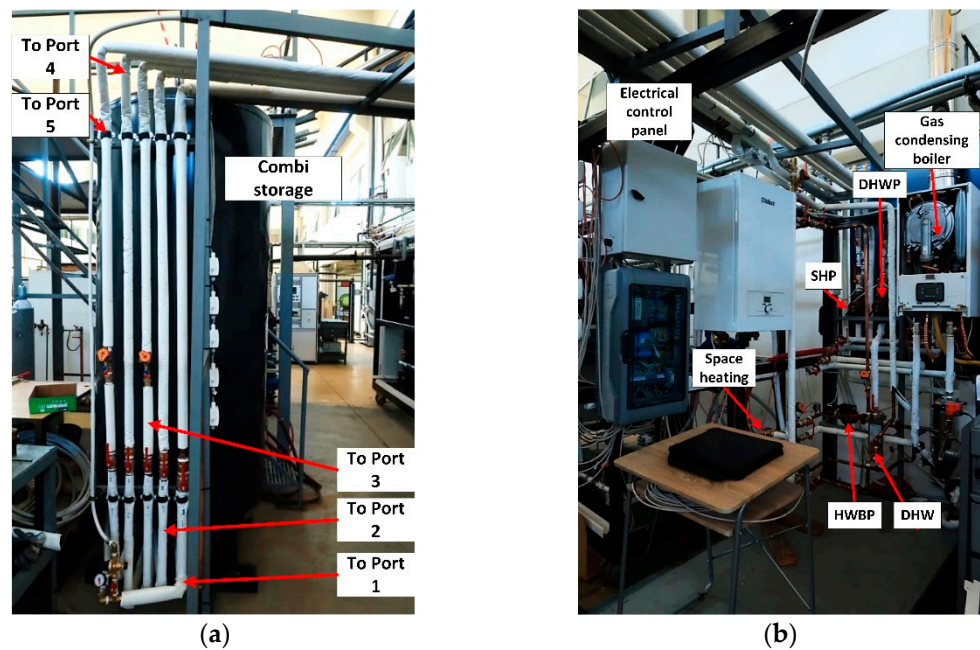 To Port
4
To Port
5
Combi
storage
To Port
3
To Port
2
To Port
1
(a)
Electrical
control
panel
Gas
condensing
boiler
DHWP
SHP
Vaillant
Space
heating
HWBP
DHW
(b)